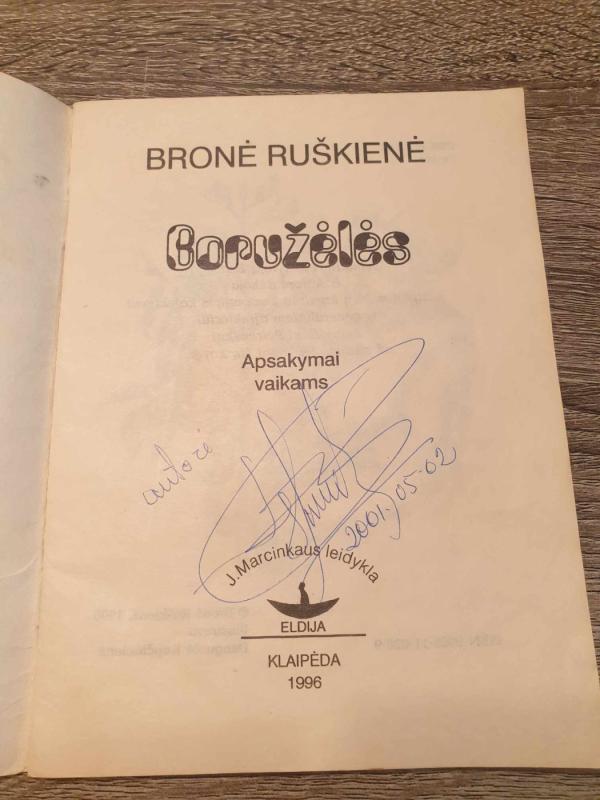 BRONĖ RUŠKIENĖ
Boružėlės
Apsakymai
vaikams
autorė
2001.05.02
J.Marcinkaus leidykla
ELDIJA
KLAIPĖDA
1996